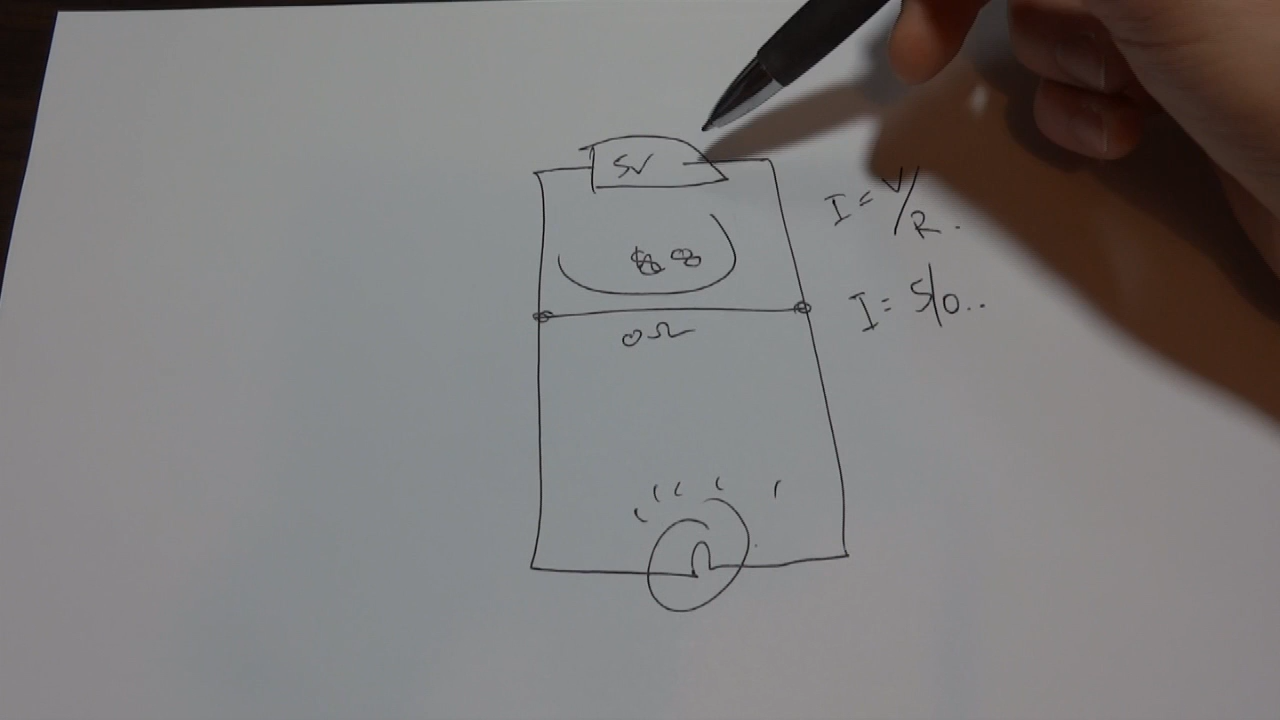 5V
I = V/R.
∞
I = 5/0..
0Ω